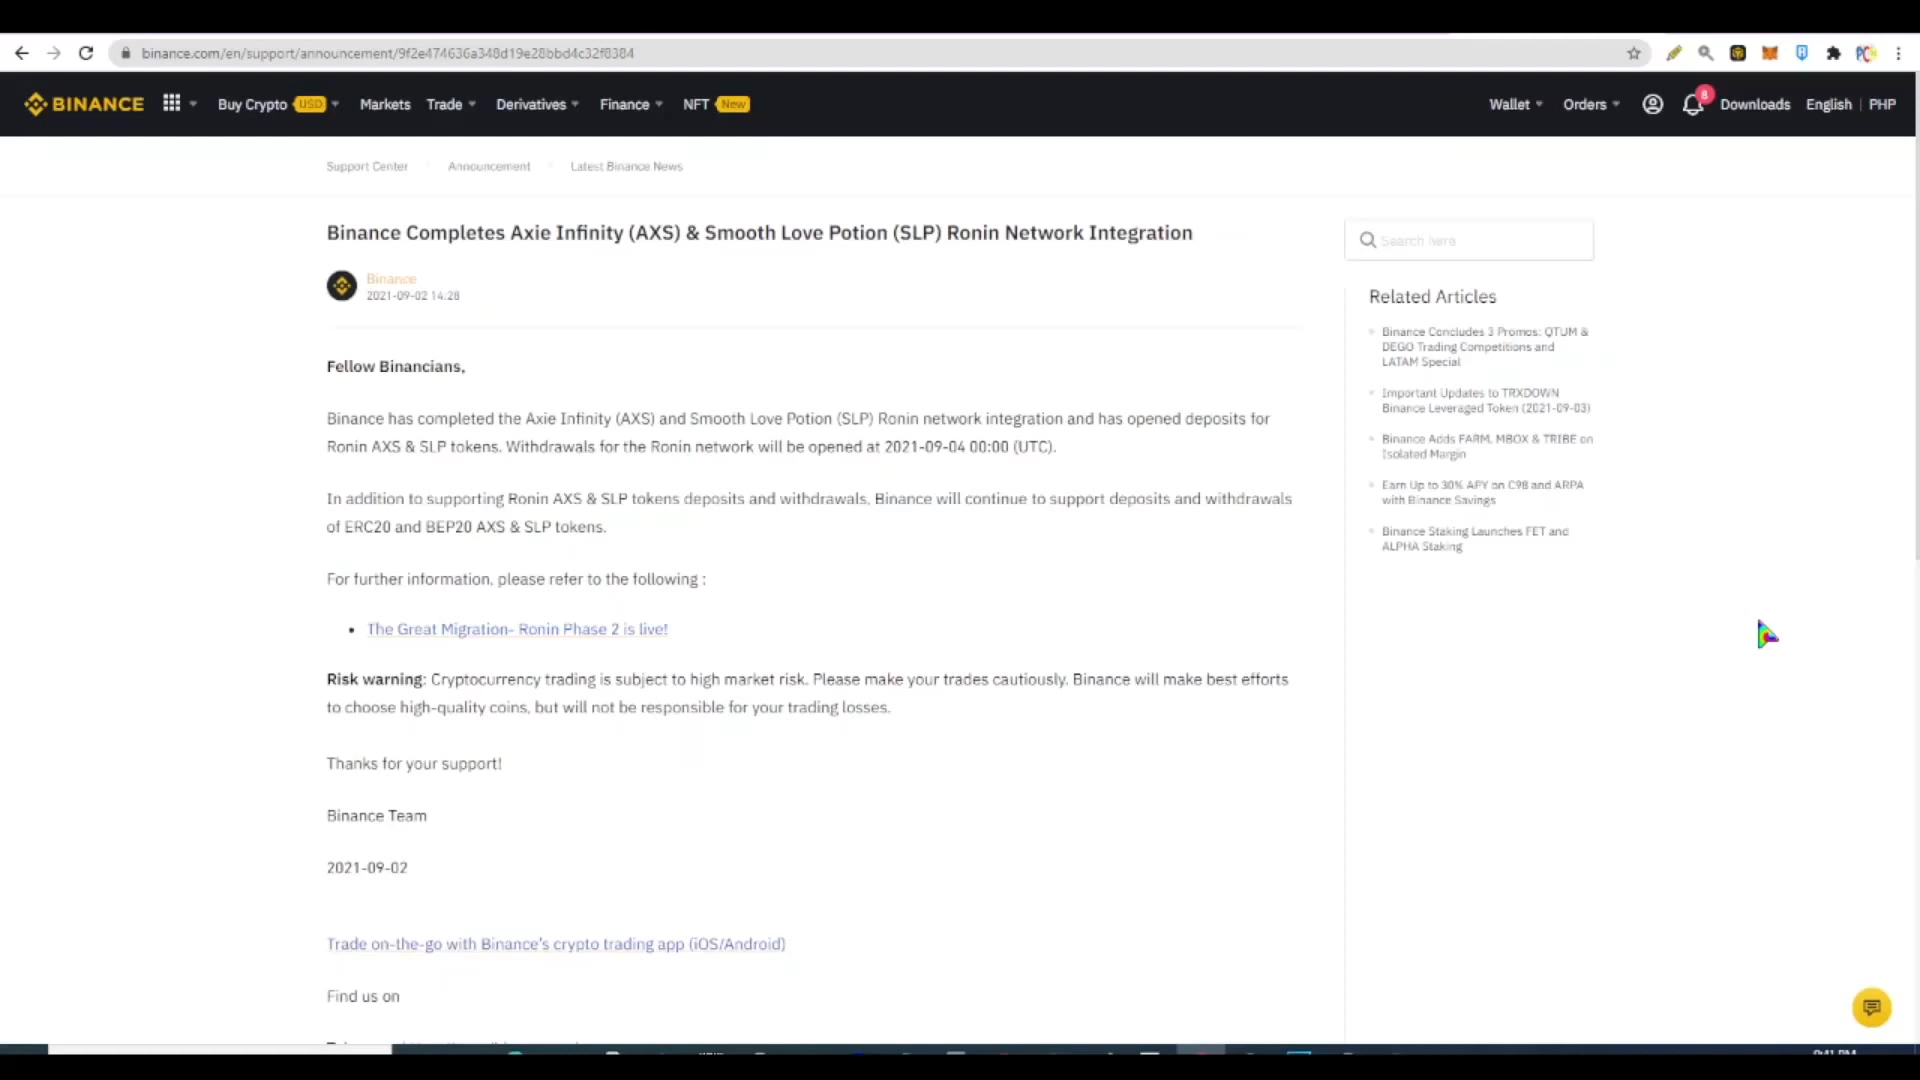 binance.com/en/support/announcement/9f2e474636a348d19e28bbd4c32f8384
BINANCE Buy Crypto USD Markets Trade Derivatives Finance NFT New Wallet Orders 8 Downloads English | PHP
Support Center Announcement Latest Binance News
Binance Completes Axie Infinity (AXS) & Smooth Love Potion (SLP) Ronin Network Integration
Binance
2021-09-02 14:28
Fellow Binancians,
Binance has completed the Axie Infinity (AXS) and Smooth Love Potion (SLP) Ronin network integration and has opened deposits for
Ronin AXS & SLP tokens. Withdrawals for the Ronin network will be opened at 2021-09-04 00:00 (UTC).
In addition to supporting Ronin AXS & SLP tokens deposits and withdrawals, Binance will continue to support deposits and withdrawals
of ERC20 and BEP20 AXS & SLP tokens.
For further information, please refer to the following :
• The Great Migration- Ronin Phase 2 is live!
Risk warning: Cryptocurrency trading is subject to high market risk. Please make your trades cautiously. Binance will make best efforts
to choose high-quality coins, but will not be responsible for your trading losses.
Thanks for your support!
Binance Team
2021-09-02
Trade on-the-go with Binance's crypto trading app (iOS/Android)
Find us on
Search here
Related Articles
Binance Concludes 3 Promos: QTUM &
DEGO Trading Competitions and
LATAM Special
Important Updates to TRXDOWN
Binance Leveraged Token (2021-09-03)
Binance Adds FARM, MBOX & TRIBE on
Isolated Margin
Earn Up to 30% APY on C98 and ARPA
with Binance Savings
Binance Staking Launches FET and
ALPHA Staking